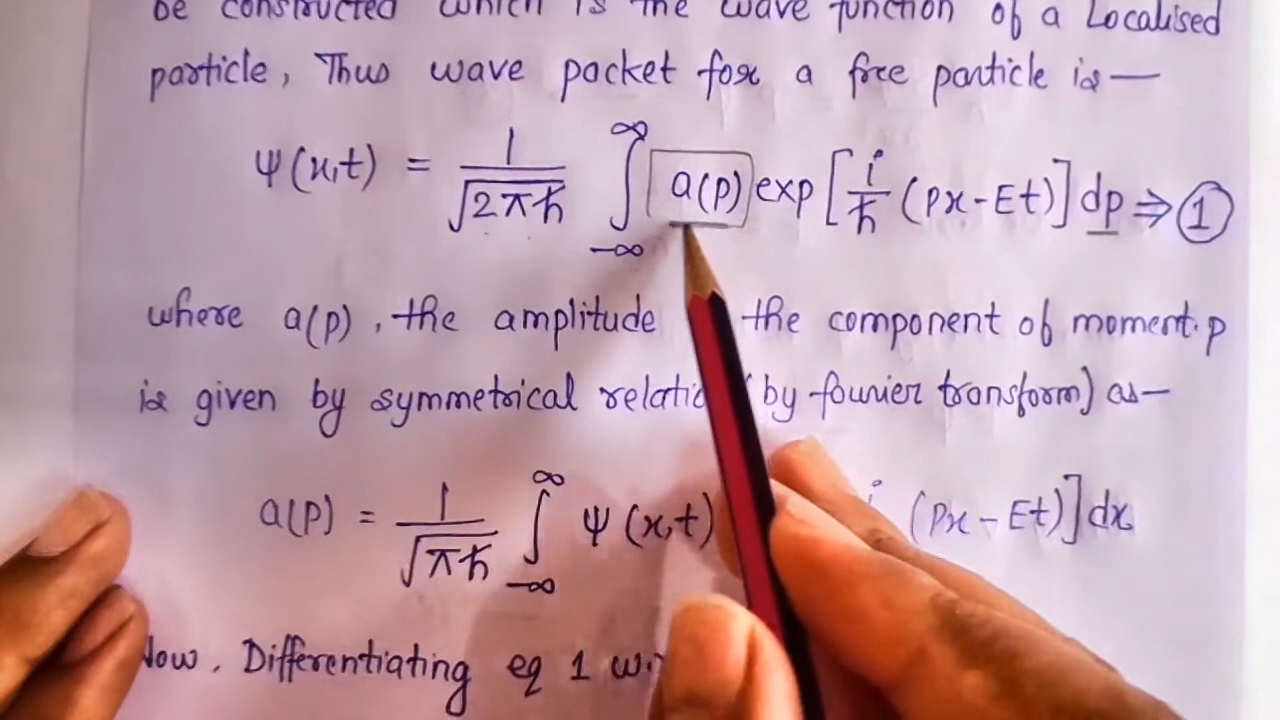 be constructed which is the wave function of a Localised
particle, Thus wave packet for a free particle is —
Ψ(x,t) = 1/√2πħ ∫_{-∞}^{∞} a(p) exp[i/ħ (Px-Et)] dp ⇒ ①
where a(p), the amplitude the component of moment. p
is given by symmetrical (by fourier transform) as—
a(p) = 1/√πħ ∫_{-∞}^{∞} Ψ(x,t) i (Px-Et)]dx
Now, Differentiating eq 1